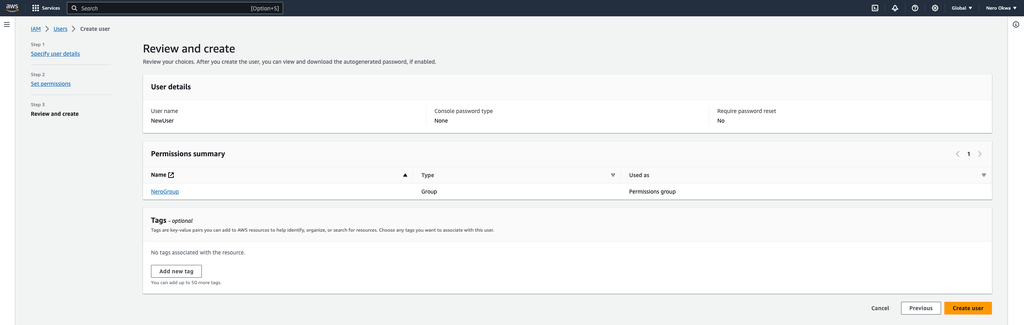 aws
Services
Search
[Option+S]
Global
Nero Okwa
IAM > Users > Create user
Step 1
Specify user details
Step 2
Set permissions
Step 3
Review and create
Review and create
Review your choices. After you create the user, you can view and download the autogenerated password, if enabled.
User details
User name
NewUser
Console password type
None
Require password reset
No
Permissions summary
1
Name
Type
Used as
NeroGroup
Group
Permissions group
Tags - optional
Tags are key-value pairs you can add to AWS resources to help identify, organize, or search for resources. Choose any tags you want to associate with this user.
No tags associated with the resource.
Add new tag
You can add up to 50 more tags.
Cancel
Previous
Create user